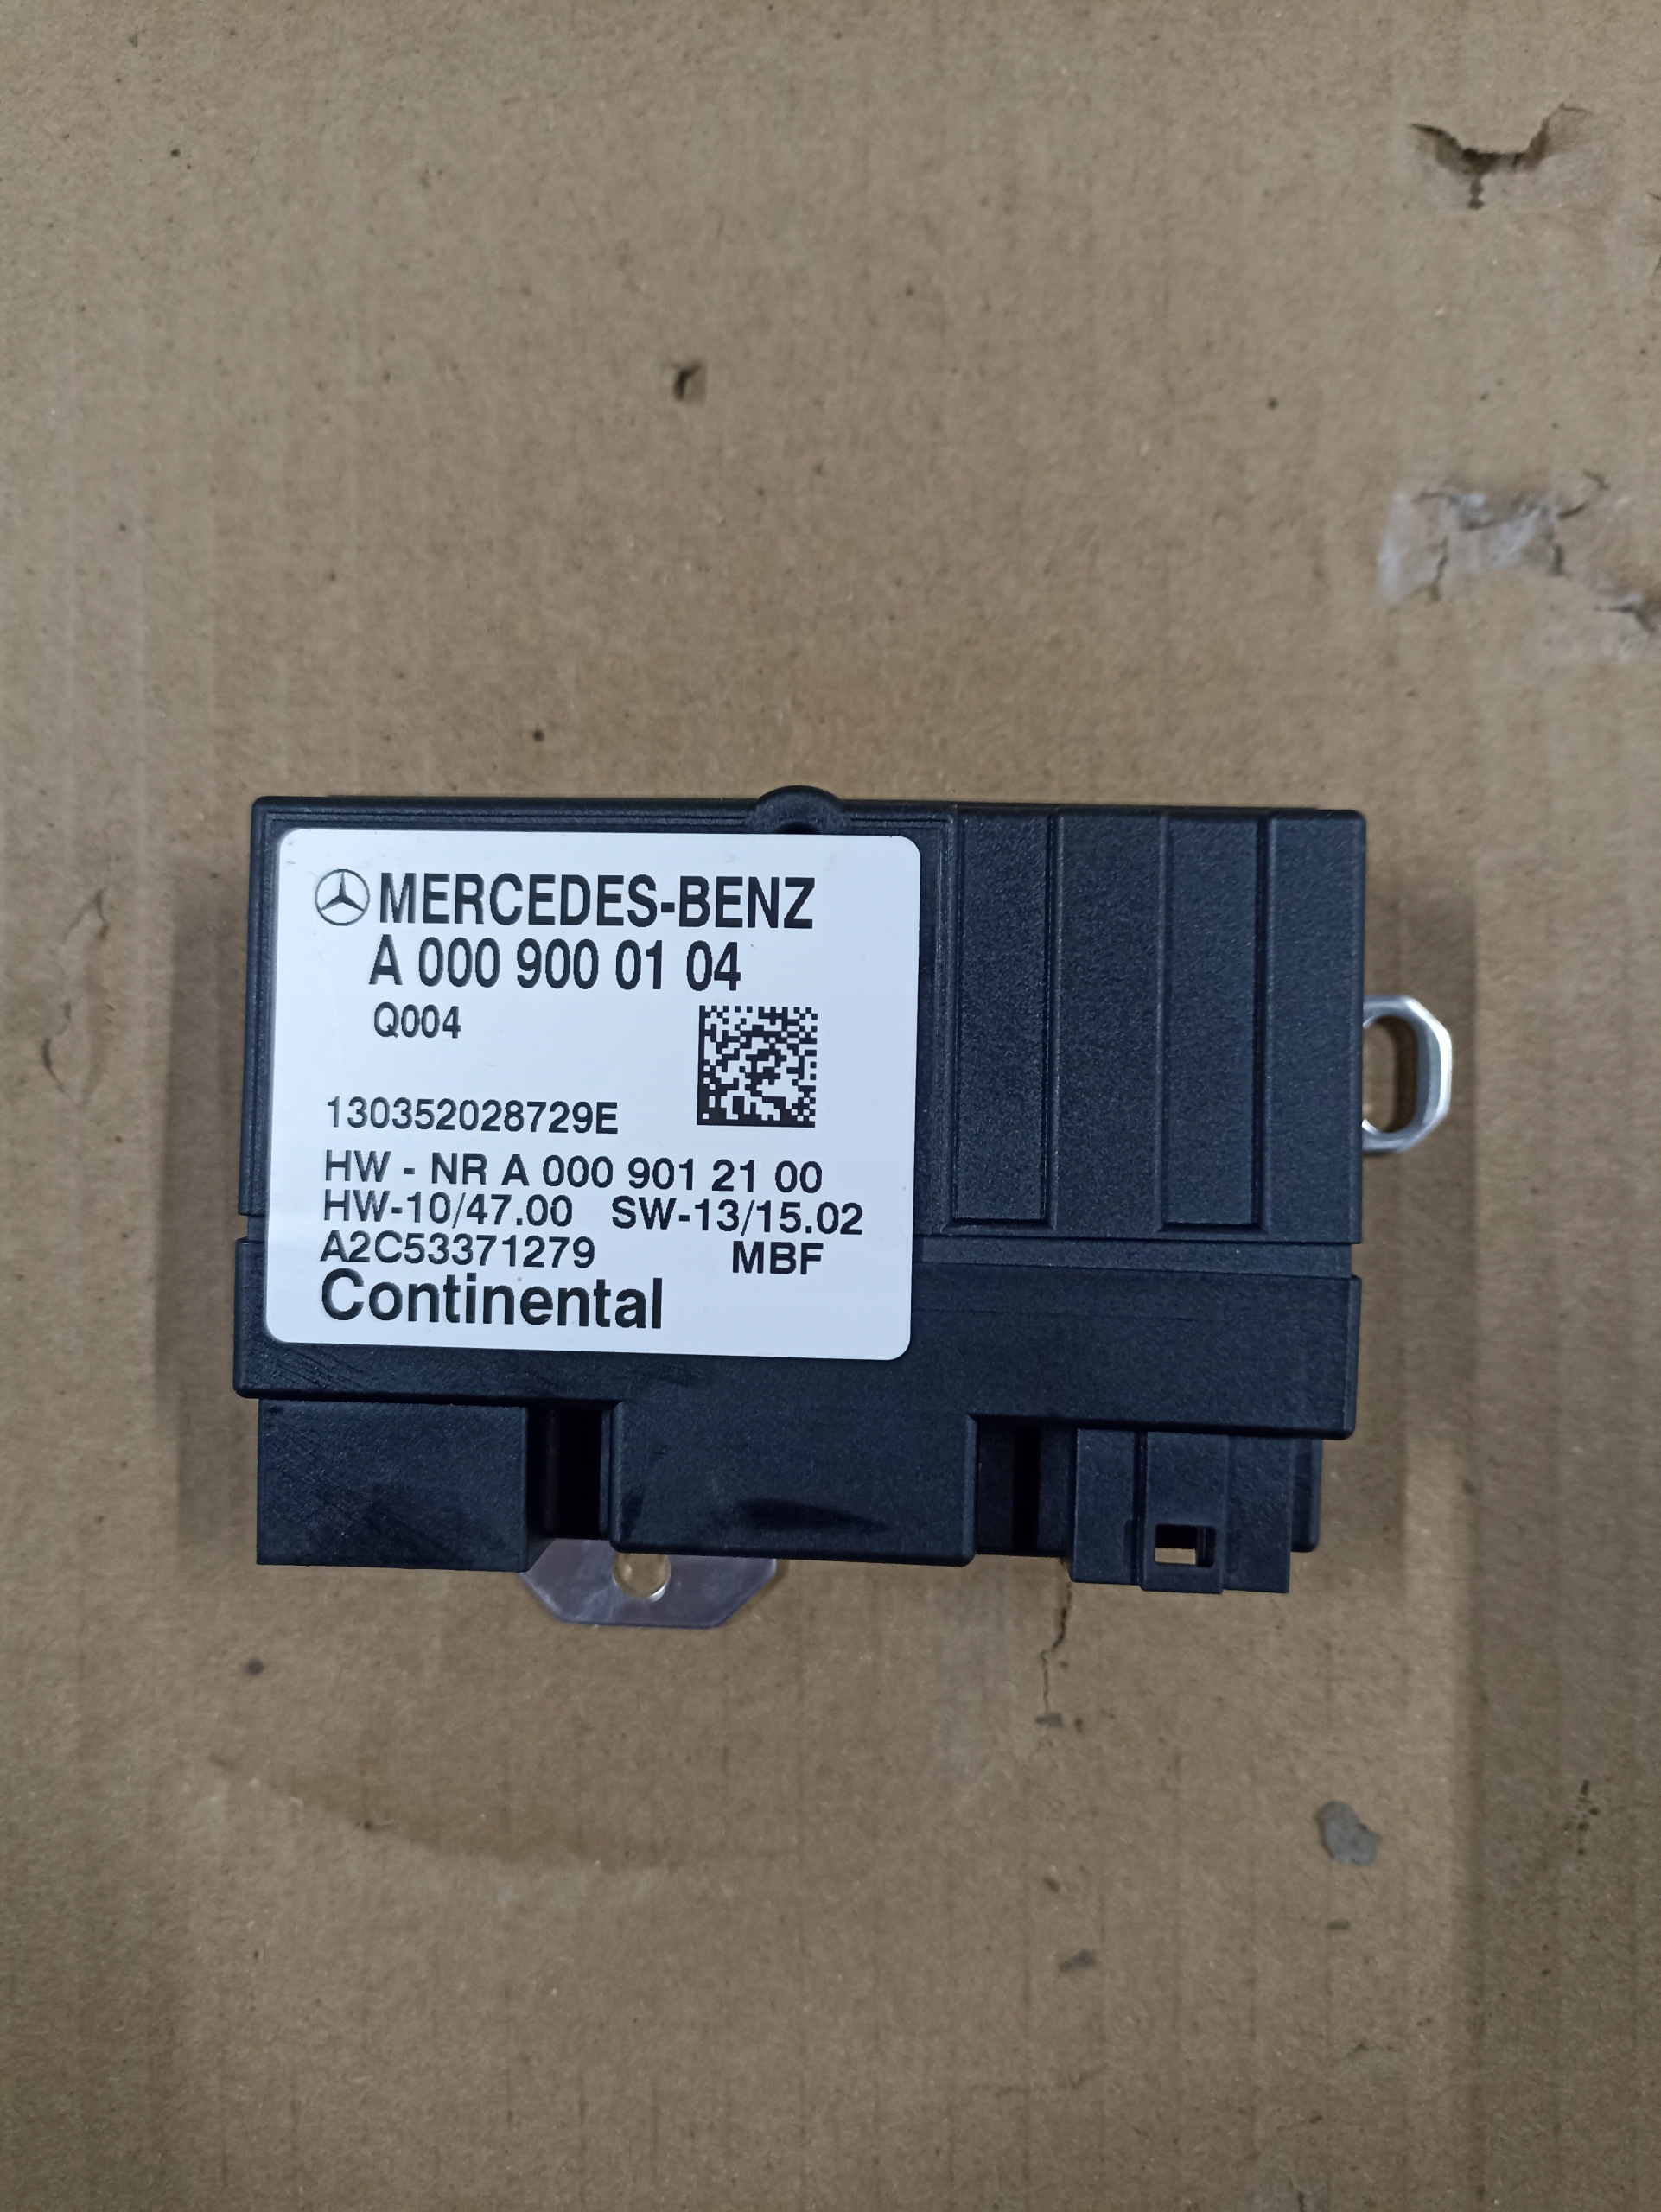 MERCEDES-BENZ
A 000 900 01 04
Q004
130352028729E
HW - NR A 000 901 21 00
HW-10/47.00 SW-13/15.02
A2C53371279 MBF
Continental